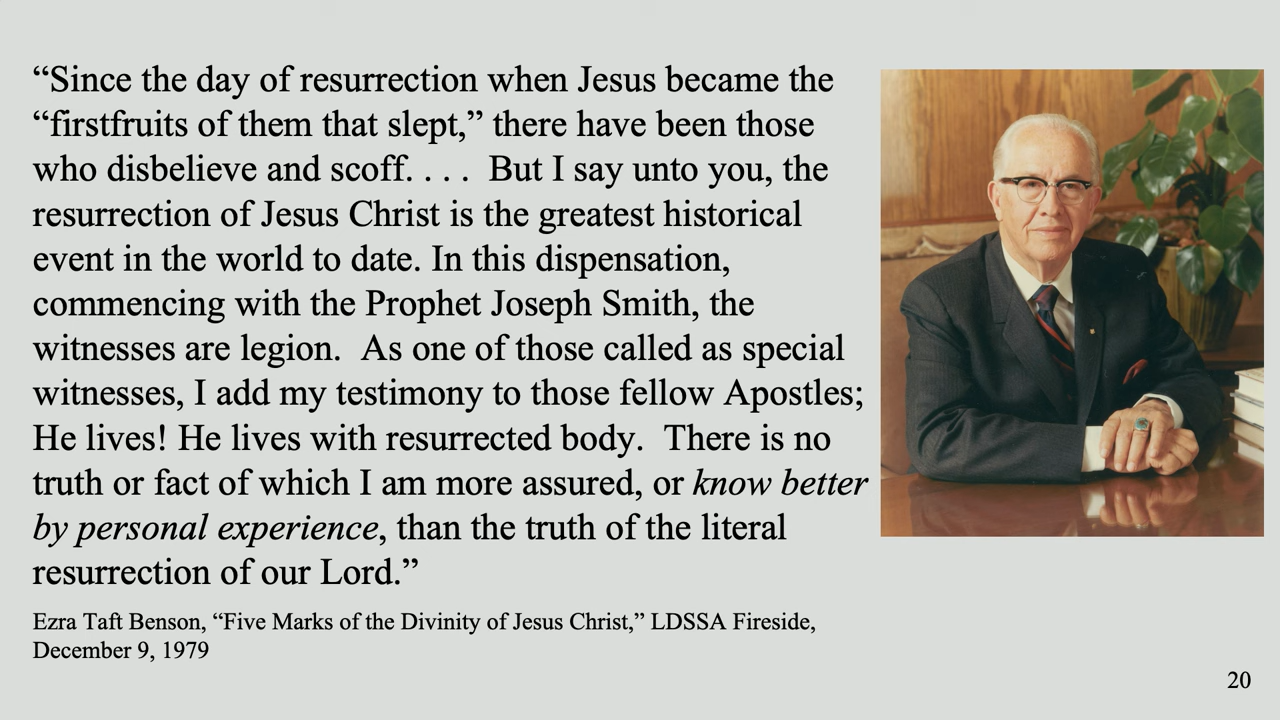 “Since the day of resurrection when Jesus became the
“firstfruits of them that slept,” there have been those
who disbelieve and scoff. . . .  But I say unto you, the
resurrection of Jesus Christ is the greatest historical
event in the world to date. In this dispensation,
commencing with the Prophet Joseph Smith, the
witnesses are legion.  As one of those called as special
witnesses, I add my testimony to those fellow Apostles;
He lives! He lives with resurrected body.  There is no
truth or fact of which I am more assured, or know better
by personal experience, than the truth of the literal
resurrection of our Lord.”
Ezra Taft Benson, “Five Marks of the Divinity of Jesus Christ,” LDSSA Fireside,
December 9, 1979
20